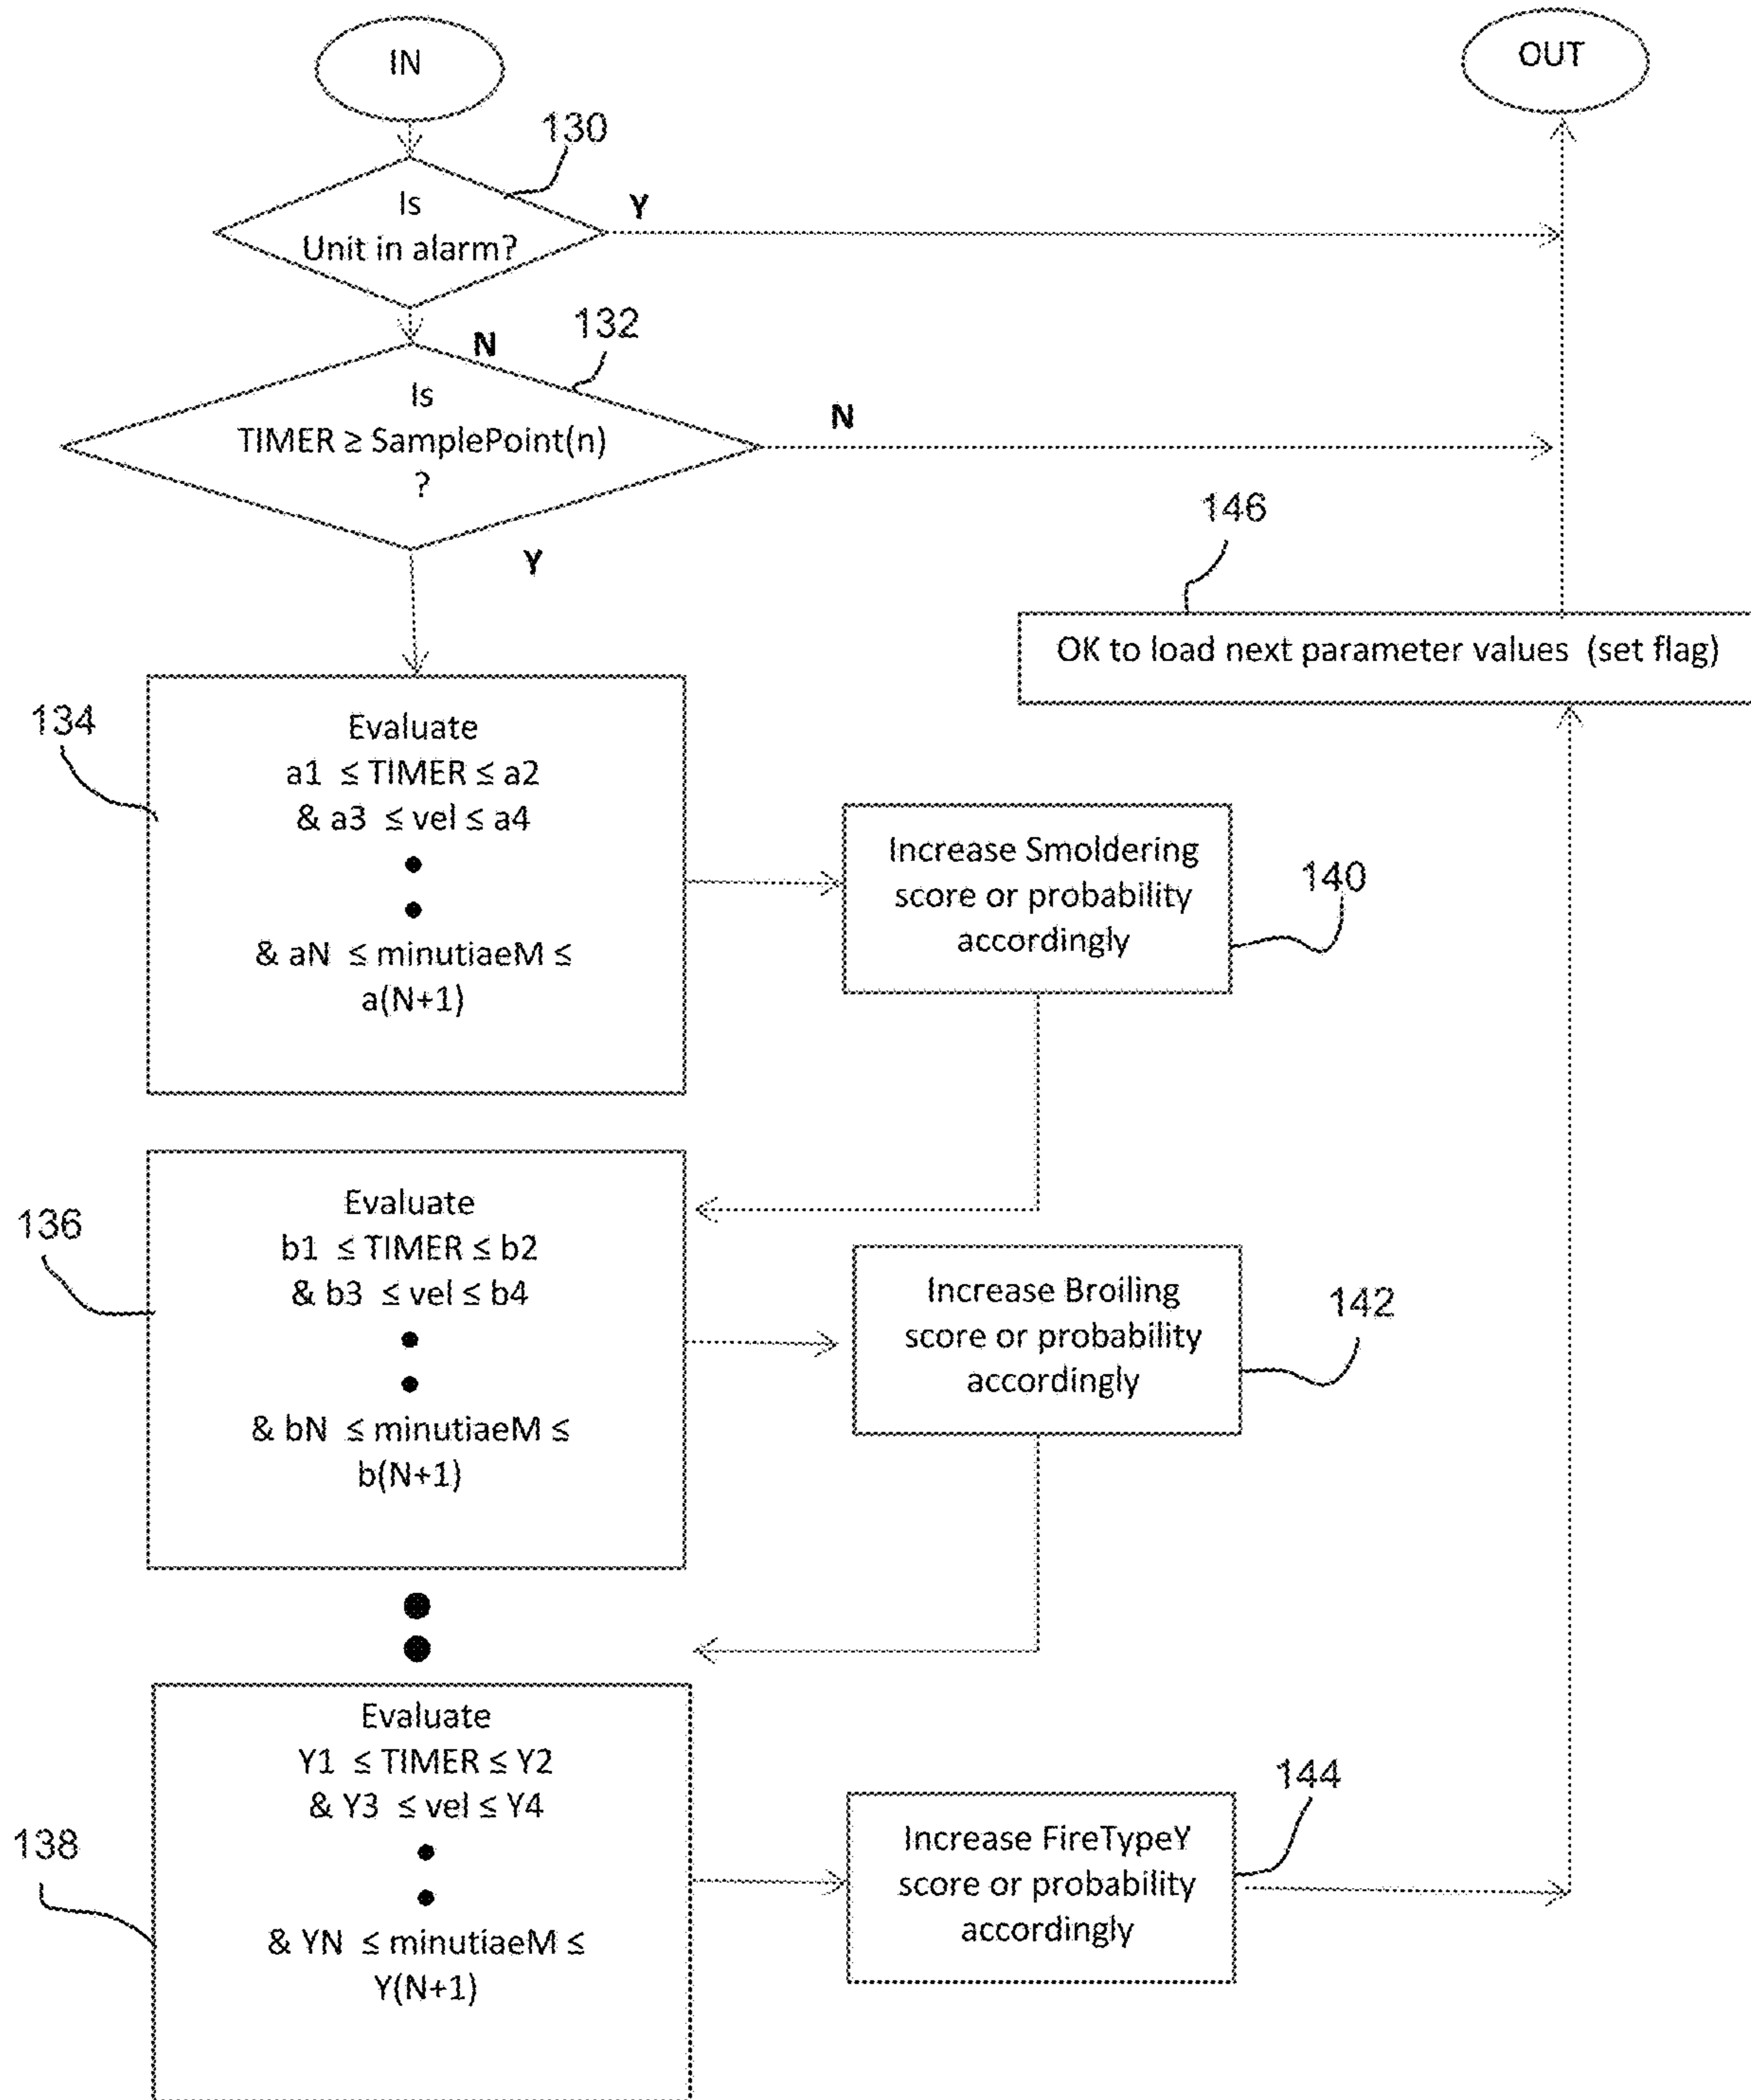 IN
OUT
130
Is
Unit in alarm?
Y
N
132
Is
TIMER ≥ SamplePoint(n)
?
N
Y
146
OK to load next parameter values (set flag)
134
Evaluate
a1 ≤ TIMER ≤ a2
& a3 ≤ vel ≤ a4
& aN ≤ minutiaeM ≤
a(N+1)
Increase Smoldering
score or probability
accordingly
140
136
Evaluate
b1 ≤ TIMER ≤ b2
& b3 ≤ vel ≤ b4
& bN ≤ minutiaeM ≤
b(N+1)
Increase Broiling
score or probability
accordingly
142
138
Evaluate
Y1 ≤ TIMER ≤ Y2
& Y3 ≤ vel ≤ Y4
& YN ≤ minutiaeM ≤
Y(N+1)
Increase FireTypeY
score or probability
accordingly
144